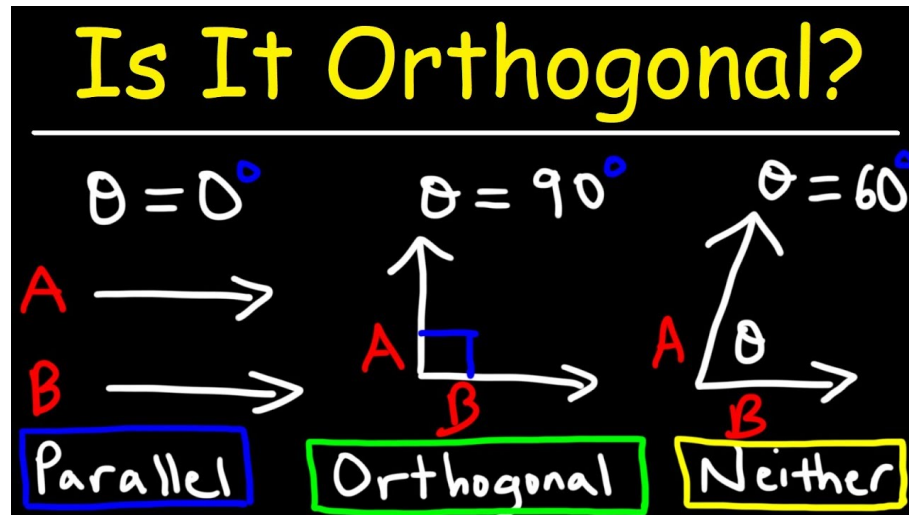 Is It Orthogonal?
θ = 0°
θ = 90°
θ = 60°
A
B
A
B
A
θ
B
Parallel
Orthogonal
Neither